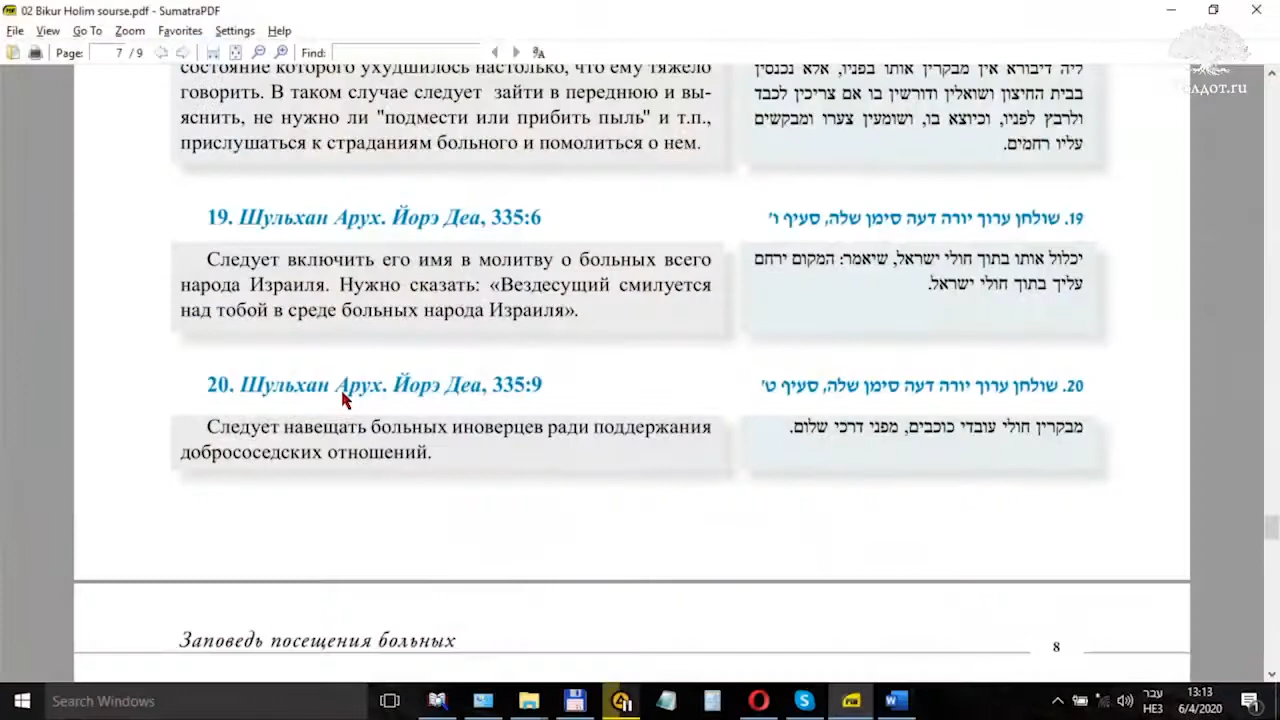 02 Bikur Holim sourse.pdf - SumatraPDF
File View Go To Zoom Favorites Settings Help
Page: 7 / 9 Find:
состояние которого ухудшилось настолько, что ему тяжело
говорить. В таком случае следует зайти в переднюю и вы-
яснить, не нужно ли "подмести или прибить пыль" и т.п.,
прислушаться к страданиям больного и помолиться о нем.
ליה דיבורא אין מבקרין אותו בפניו, אלא נכנסין
בבית החיצון ושואלין ודורשין בו אם צריכין לכבד
ולרבץ לפניו, וכיוצא בו, ושומעין צערו ומבקשים
עליו רחמים.
19. Шульхан Арух. Йорэ Деа, 335:6
19. שולחן ערוך יורה דעה סימן שלה, סעיף ו'
Следует включить его имя в молитву о больных всего
народа Израиля. Нужно сказать: «Вездесущий смилуется
над тобой в среде больных народа Израиля».
יכלול אותו בתוך חולי ישראל, שיאמר: המקום ירחם
עליך בתוך חולי ישראל.
20. Шульхан Арух. Йорэ Деа, 335:9
20. שולחן ערוך יורה דעה סימן שלה, סעיף ט'
Следует навещать больных иноверцев ради поддержания
добрососедских отношений.
מבקרין חולי עובדי כוכבים, מפני דרכי שלום.
Заповедь посещения больных
8
Search Windows
עבר
HE3
13:13
6/4/2020